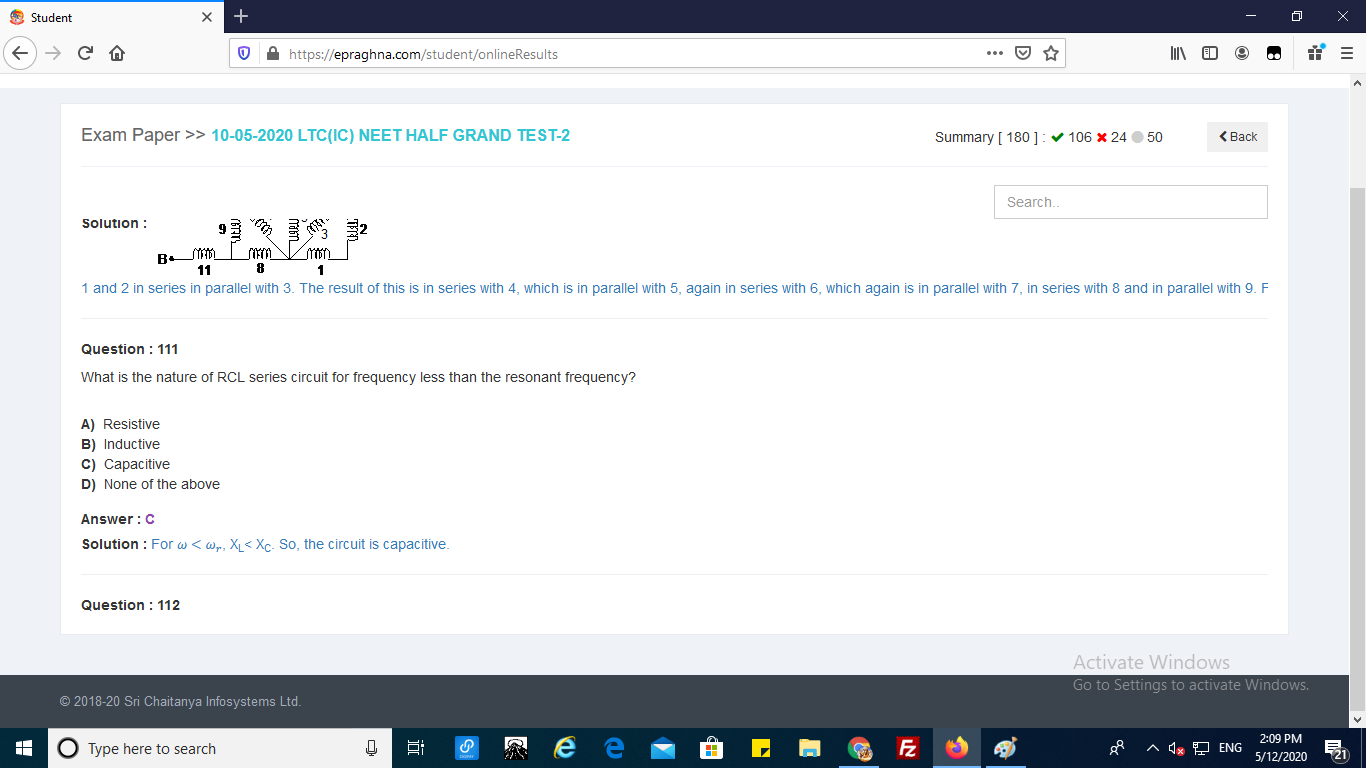 Student
https://epraghna.com/student/onlineResults
Exam Paper >> 10-05-2020 LTC(IC) NEET HALF GRAND TEST-2
Summary [ 180 ] : 106 24 50
Back
Search..
Solution :
9 3 2
B
11 8 1
1 and 2 in series in parallel with 3. The result of this is in series with 4, which is in parallel with 5, again in series with 6, which again is in parallel with 7, in series with 8 and in parallel with 9. F
Question : 111
What is the nature of RCL series circuit for frequency less than the resonant frequency?
A) Resistive
B) Inductive
C) Capacitive
D) None of the above
Answer : C
Solution : For ω < ωr, XL< XC. So, the circuit is capacitive.
Question : 112
Activate Windows
Go to Settings to activate Windows.
© 2018-20 Sri Chaitanya Infosystems Ltd.
Type here to search
ENG
2:09 PM
5/12/2020
21